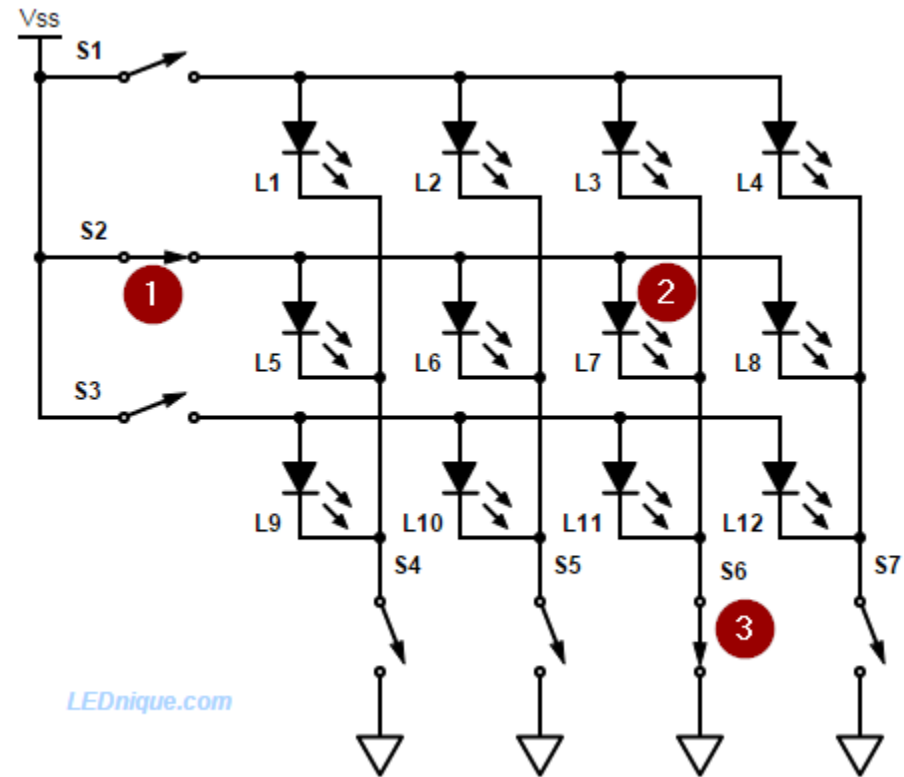 Vss
S1
L1 L2 L3 L4
S2
1 2
L5 L6 L7 L8
S3
L9 L10 L11 L12
S4 S5 S6 S7
3
LEDnique.com